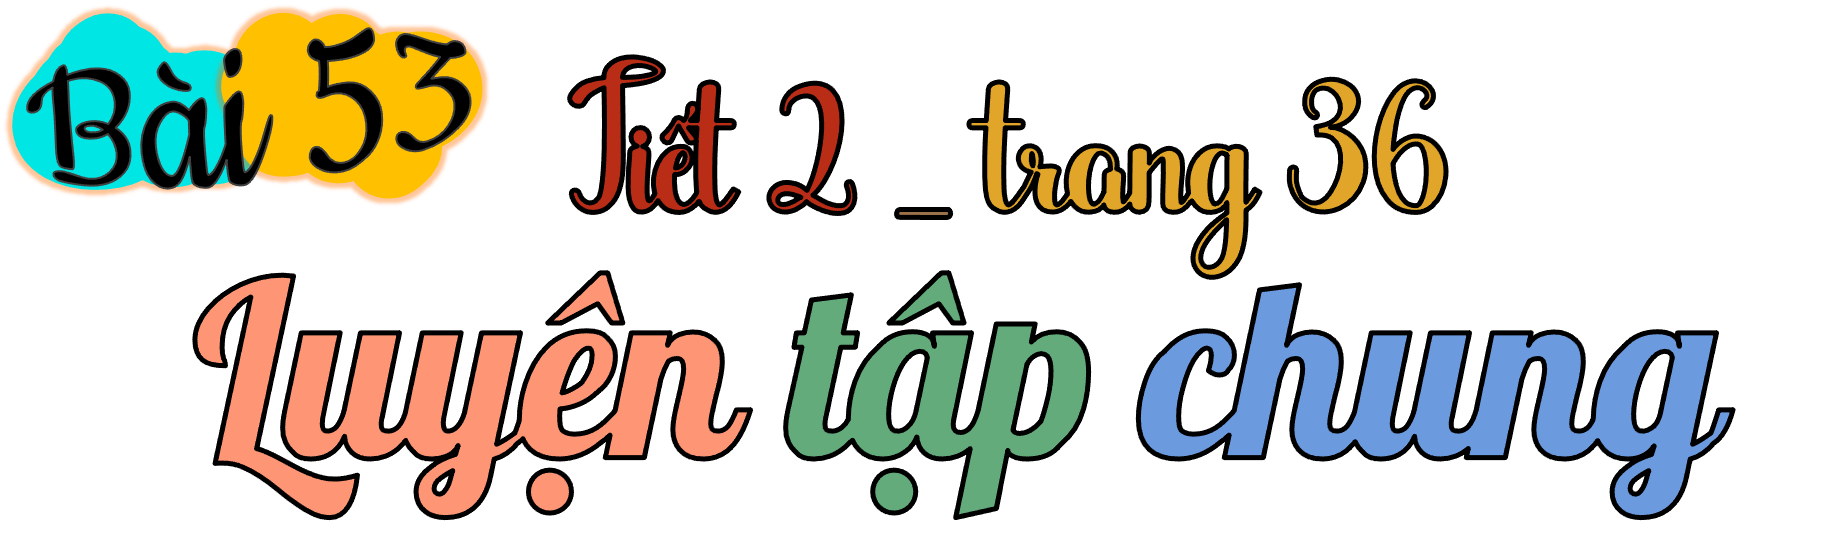 Bài 53
Tiết 2 _ trang 36
Luyện tập chung